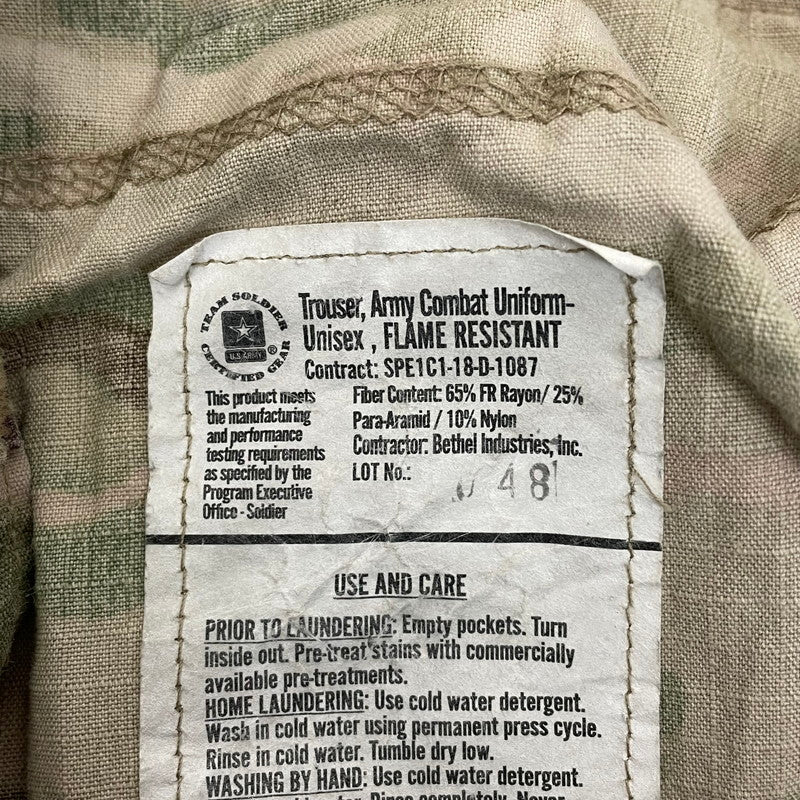 TEAM SOLDIER
CERTIFIED GEAR
U.S. ARMY
Trouser, Army Combat Uniform-
Unisex , FLAME RESISTANT
Contract: SPE1C1-18-D-1087
This product meets
the manufacturing
and performance
testing requirements
as specified by the
Program Executive
Office - Soldier
Fiber Content: 65% FR Rayon/ 25%
Para-Aramid / 10% Nylon
Contractor: Bethel Industries, Inc.
LOT No.: 48
USE AND CARE
PRIOR TO LAUNDERING: Empty pockets. Turn
inside out. Pre-treat stains with commercially
available pre-treatments.
HOME LAUNDERING: Use cold water detergent.
Wash in cold water using permanent press cycle.
Rinse in cold water. Tumble dry low.
WASHING BY HAND: Use cold water detergent.
Rinse completely. Never